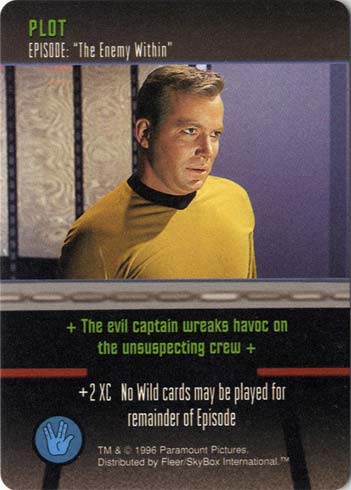 PLOT
EPISODE: "The Enemy Within"
+ The evil captain wreaks havoc on
the unsuspecting crew +
+2 XC No Wild cards may be played for
remainder of Episode
TM & © 1996 Paramount Pictures.
Distributed by Fleer/SkyBox International.™